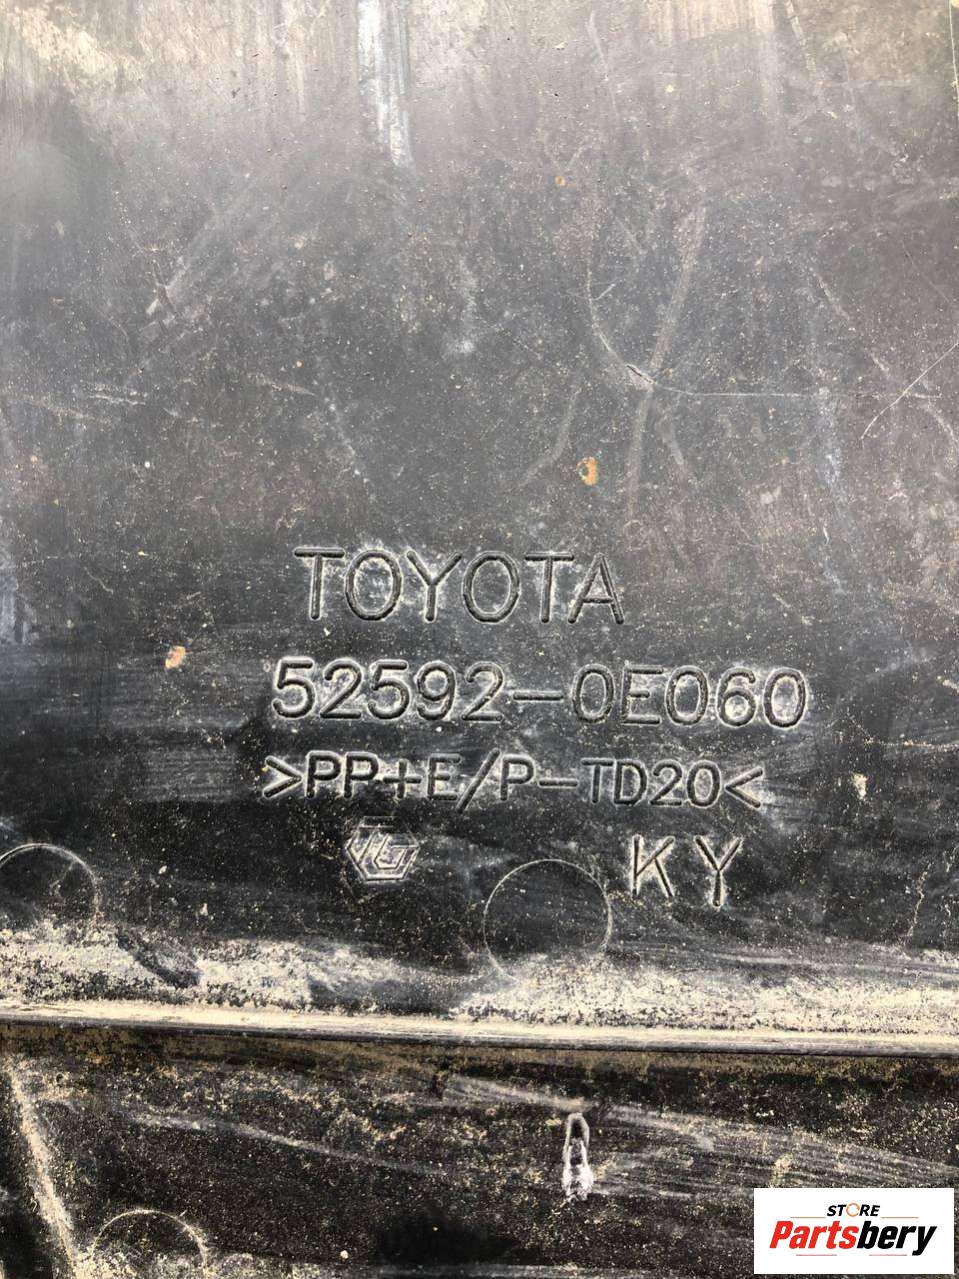 TOYOTA
52592-0E060
>PP+E/P-TD20<
KY
STORE
Partsbery